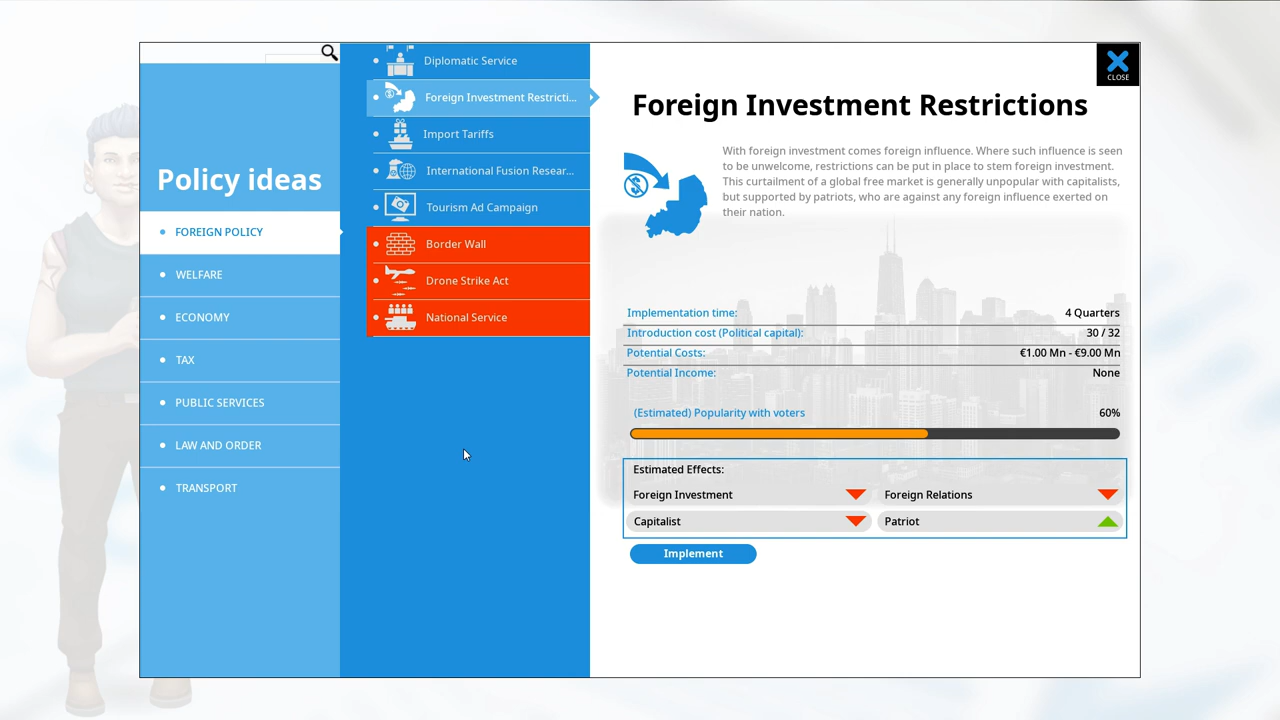 CLOSE
Policy ideas
FOREIGN POLICY
WELFARE
ECONOMY
TAX
PUBLIC SERVICES
LAW AND ORDER
TRANSPORT
Diplomatic Service
Foreign Investment Restricti...
Import Tariffs
International Fusion Resear...
Tourism Ad Campaign
Border Wall
Drone Strike Act
National Service
Foreign Investment Restrictions
With foreign investment comes foreign influence. Where such influence is seen
to be unwelcome, restrictions can be put in place to stem foreign investment.
This curtailment of a global free market is generally unpopular with capitalists,
but supported by patriots, who are against any foreign influence exerted on
their nation.
Implementation time: 4 Quarters
Introduction cost (Political capital): 30 / 32
Potential Costs: €1.00 Mn - €9.00 Mn
Potential Income: None
(Estimated) Popularity with voters 60%
Estimated Effects:
Foreign Investment Foreign Relations
Capitalist Patriot
Implement